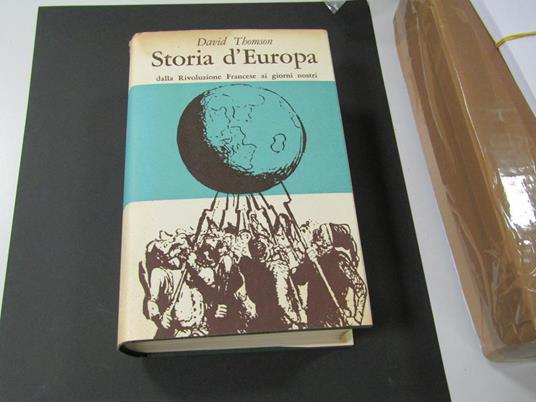 David Thomson
Storia d'Europa
dalla Rivoluzione Francese ai giorni nostri